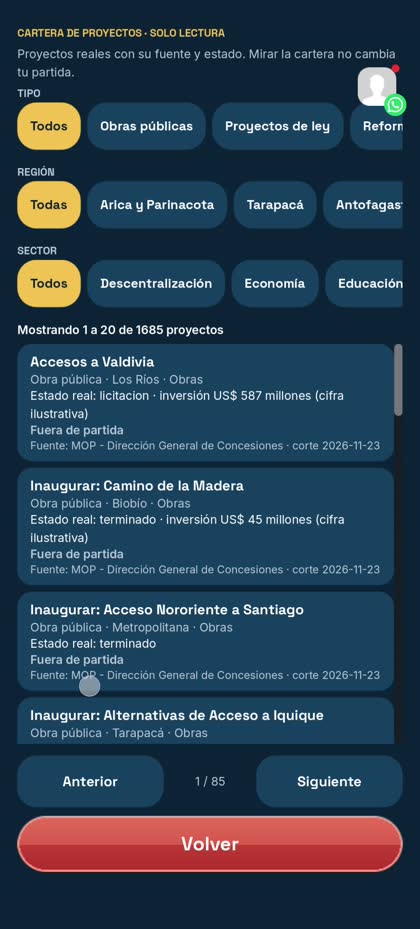 CARTERA DE PROYECTOS · SOLO LECTURA
Proyectos reales con su fuente y estado. Mirar la cartera no cambia
tu partida.
TIPO
Todos
Obras públicas
Proyectos de ley
Reform
REGIÓN
Todas
Arica y Parinacota
Tarapacá
Antofagast
SECTOR
Todos
Descentralización
Economía
Educación
Mostrando 1 a 20 de 1685 proyectos
Accesos a Valdivia
Obra pública · Los Ríos · Obras
Estado real: licitacion · inversión US$ 587 millones (cifra
ilustrativa)
Fuera de partida
Fuente: MOP - Dirección General de Concesiones · corte 2026-11-23
Inaugurar: Camino de la Madera
Obra pública · Biobío · Obras
Estado real: terminado · inversión US$ 45 millones (cifra
ilustrativa)
Fuera de partida
Fuente: MOP - Dirección General de Concesiones · corte 2026-11-23
Inaugurar: Acceso Nororiente a Santiago
Obra pública · Metropolitana · Obras
Estado real: terminado
Fuera de partida
Fuente: MOP - Dirección General de Concesiones · corte 2026-11-23
Inaugurar: Alternativas de Acceso a Iquique
Obra pública · Tarapacá · Obras
Anterior
1 / 85
Siguiente
Volver